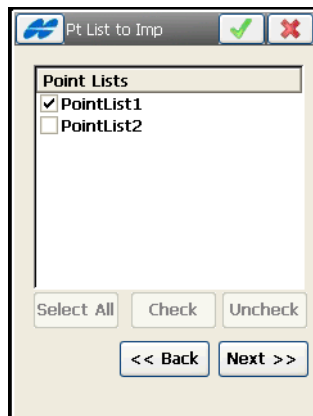 Pt List to Imp
Point Lists
PointList1
PointList2
Select All Check Uncheck
<< Back Next >>